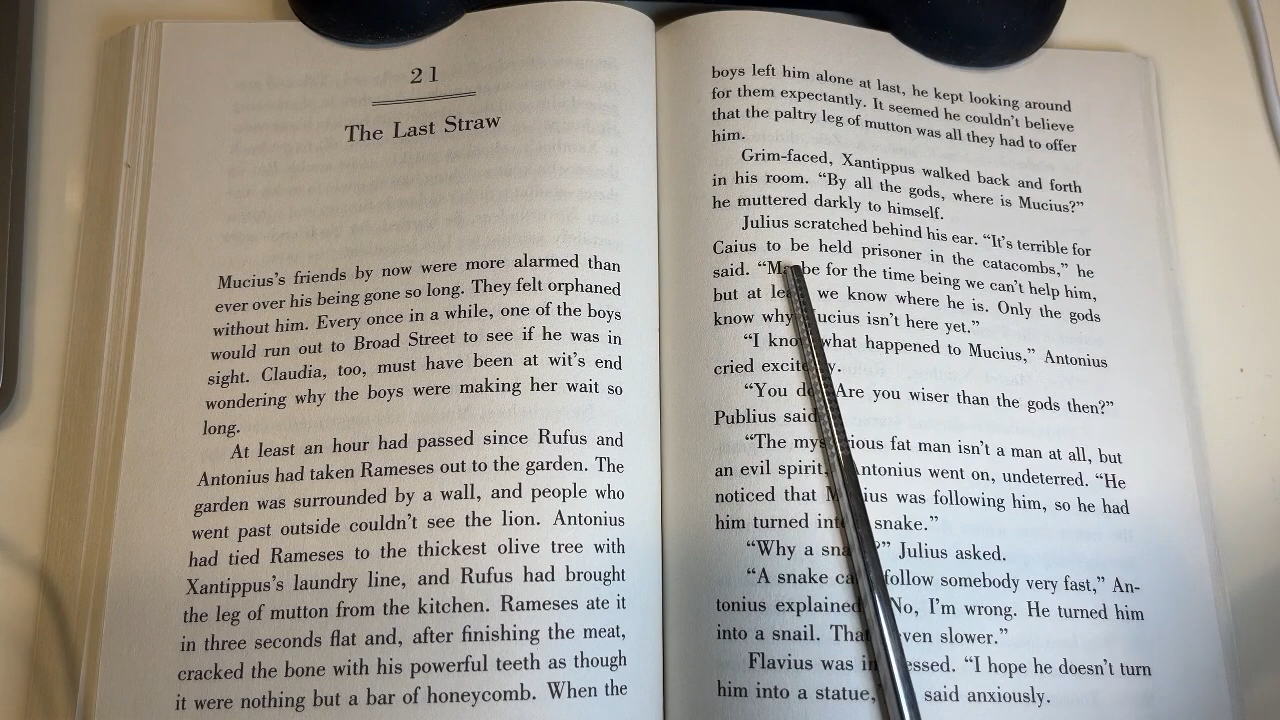 21
The Last Straw
Mucius's friends by now were more alarmed than
ever over his being gone so long. They felt orphaned
without him. Every once in a while, one of the boys
would run out to Broad Street to see if he was in
sight. Claudia, too, must have been at wit's end
wondering why the boys were making her wait so
long.
At least an hour had passed since Rufus and
Antonius had taken Rameses out to the garden. The
garden was surrounded by a wall, and people who
went past outside couldn't see the lion. Antonius
had tied Rameses to the thickest olive tree with
Xantippus's laundry line, and Rufus had brought
the leg of mutton from the kitchen. Rameses ate it
in three seconds flat and, after finishing the meat,
cracked the bone with his powerful teeth as though
it were nothing but a bar of honeycomb. When the
boys left him alone at last, he kept looking around
for them expectantly. It seemed he couldn't believe
that the paltry leg of mutton was all they had to offer
him.
Grim-faced, Xantippus walked back and forth
in his room. “By all the gods, where is Mucius?”
he muttered darkly to himself.
Julius scratched behind his ear. “It's terrible for
Caius to be held prisoner in the catacombs,” he
said. “Maybe for the time being we can't help him,
but at least we know where he is. Only the gods
know why Mucius isn't here yet.”
“I know what happened to Mucius,” Antonius
cried excitedly.
“You do? Are you wiser than the gods then?”
Publius said.
“The mysterious fat man isn't a man at all, but
an evil spirit,” Antonius went on, undeterred. “He
noticed that Mucius was following him, so he had
him turned into a snake.”
“Why a snake?” Julius asked.
“A snake can't follow somebody very fast,” An-
tonius explained. “No, I'm wrong. He turned him
into a snail. That's even slower.”
Flavius was impressed. “I hope he doesn't turn
him into a statue,” he said anxiously.